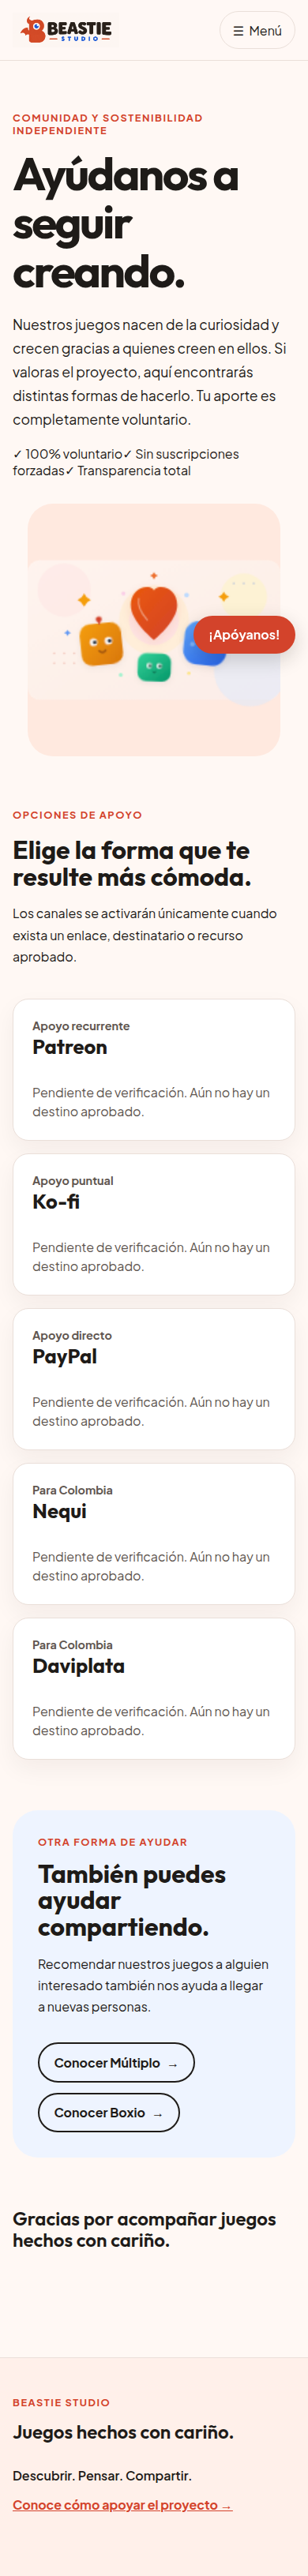 BEASTIE
STUDIO
☰ Menú
COMUNIDAD Y SOSTENIBILIDAD
INDEPENDIENTE
Ayúdanos a
seguir
creando.
Nuestros juegos nacen de la curiosidad y
crecen gracias a quienes creen en ellos. Si
valoras el proyecto, aquí encontrarás
distintas formas de hacerlo. Tu aporte es
completamente voluntario.
✓ 100% voluntario✓ Sin suscripciones
forzadas✓ Transparencia total
¡Apóyanos!
OPCIONES DE APOYO
Elige la forma que te
resulte más cómoda.
Los canales se activarán únicamente cuando
exista un enlace, destinatario o recurso
aprobado.
Apoyo recurrente
Patreon
Pendiente de verificación. Aún no hay un
destino aprobado.
Apoyo puntual
Ko-fi
Pendiente de verificación. Aún no hay un
destino aprobado.
Apoyo directo
PayPal
Pendiente de verificación. Aún no hay un
destino aprobado.
Para Colombia
Nequi
Pendiente de verificación. Aún no hay un
destino aprobado.
Para Colombia
Daviplata
Pendiente de verificación. Aún no hay un
destino aprobado.
OTRA FORMA DE AYUDAR
También puedes
ayudar
compartiendo.
Recomendar nuestros juegos a alguien
interesado también nos ayuda a llegar
a nuevas personas.
Conocer Múltiplo →
Conocer Boxio →
Gracias por acompañar juegos
hechos con cariño.
BEASTIE STUDIO
Juegos hechos con cariño.
Descubrir. Pensar. Compartir.
Conoce cómo apoyar el proyecto →